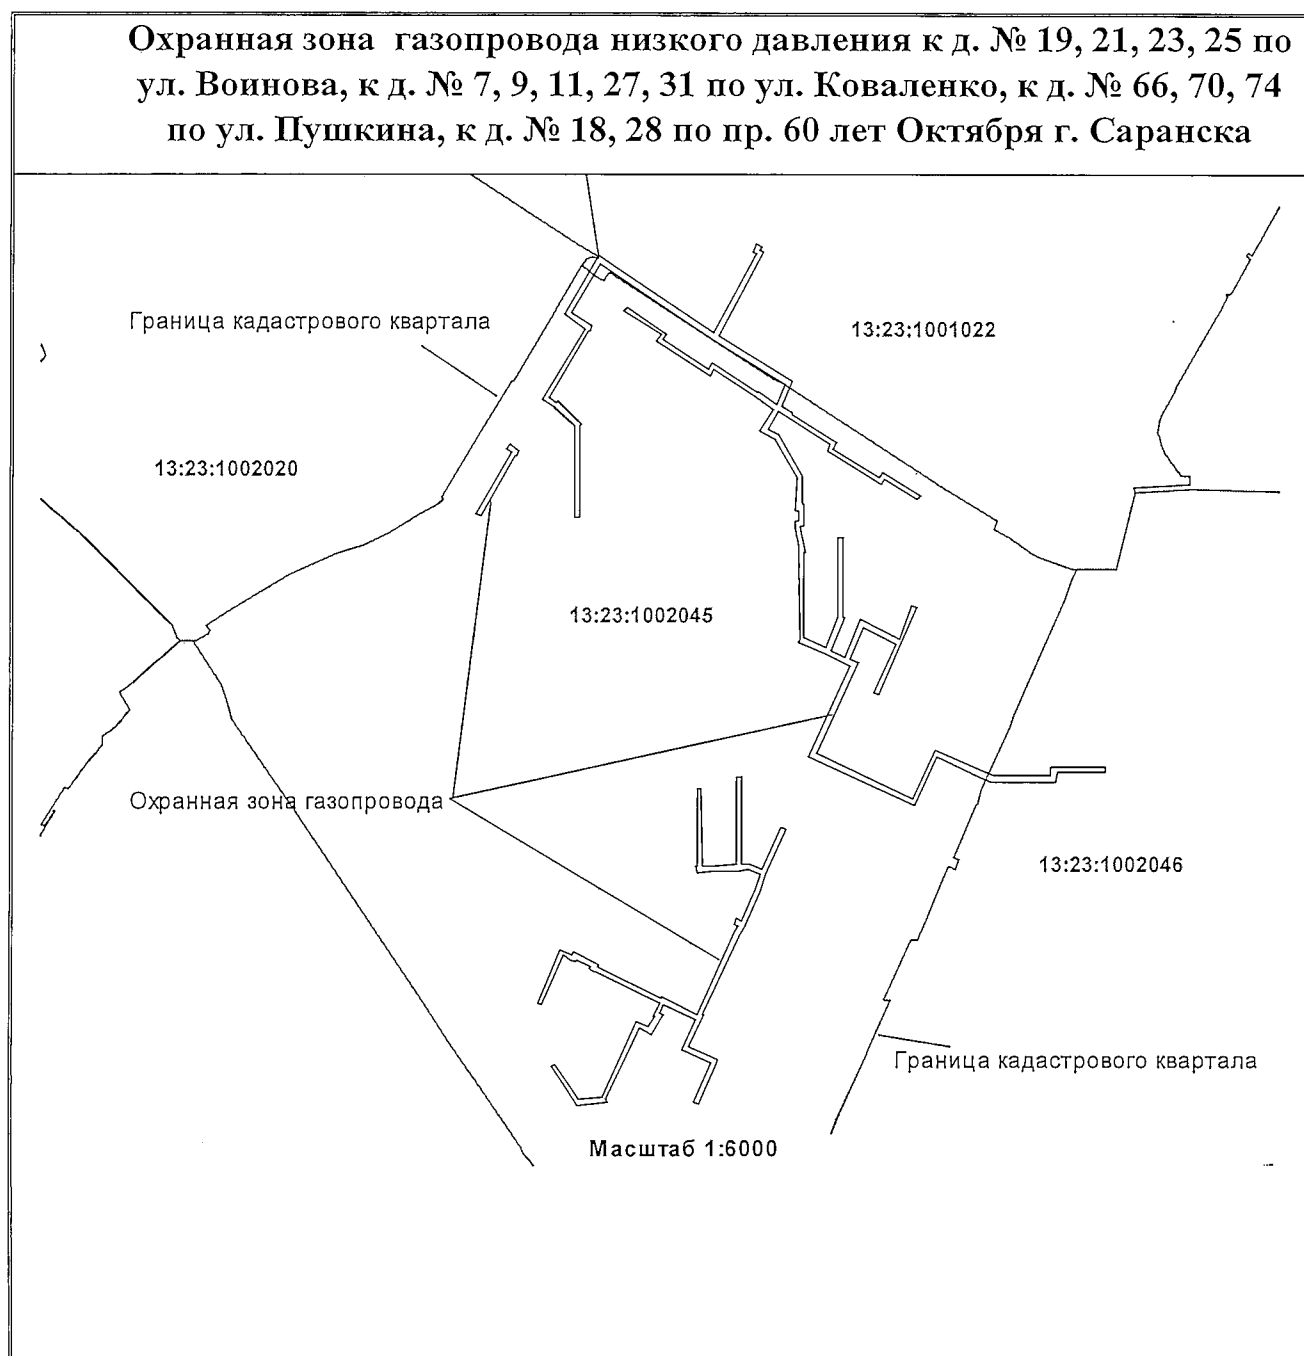 Охранная зона газопровода низкого давления к д. № 19, 21, 23, 25 по
ул. Воинова, к д. № 7, 9, 11, 27, 31 по ул. Коваленко, к д. № 66, 70, 74
по ул. Пушкина, к д. № 18, 28 по пр. 60 лет Октября г. Саранска
Граница кадастрового квартала
13:23:1001022
13:23:1002020
13:23:1002045
Охранная зона газопровода
13:23:1002046
Граница кадастрового квартала
Масштаб 1:6000